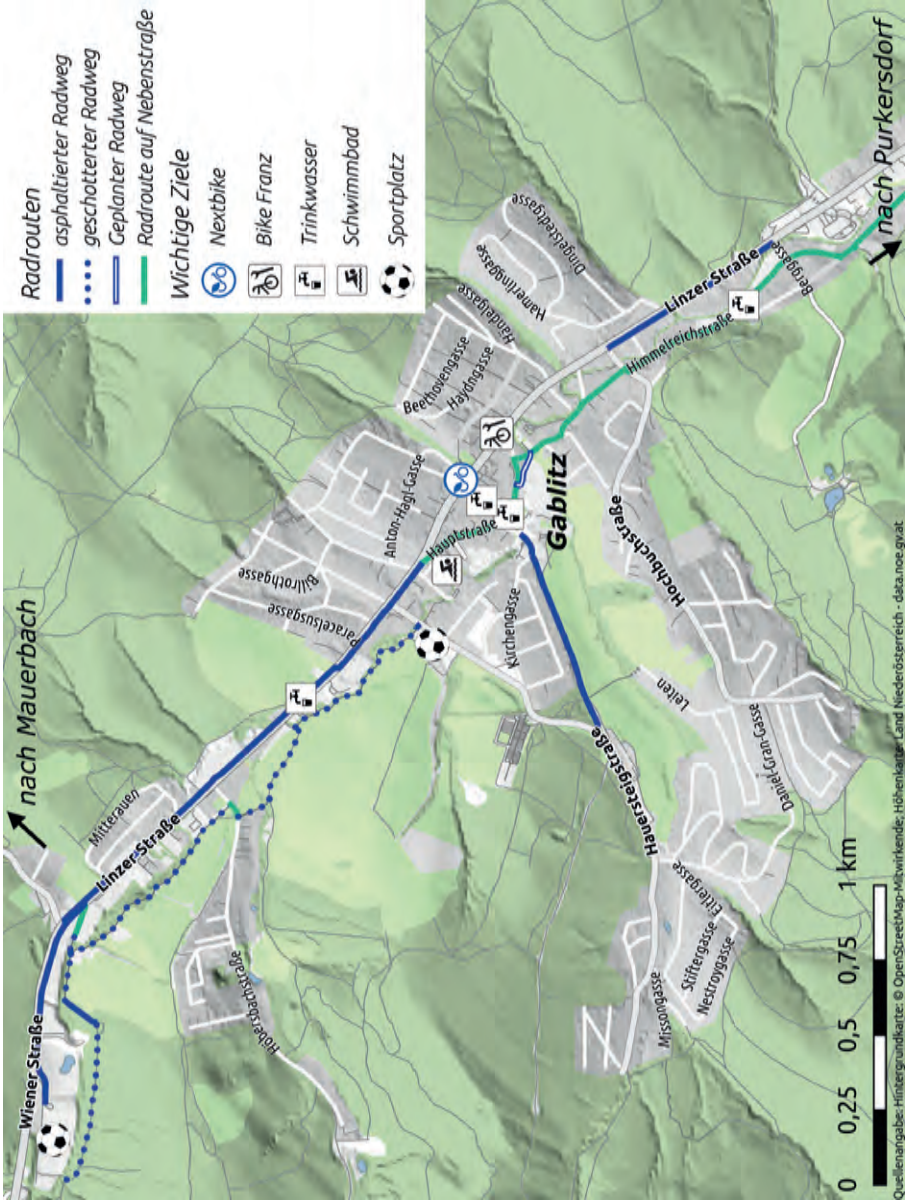 Radrouten
asphaltierter Radweg
geschotterter Radweg
Geplanter Radweg
Radroute auf Nebenstraße
Wichtige Ziele
Nextbike
Bike Franz
Trinkwasser
Schwimmbad
Sportplatz
nach Mauerbach
Wiener Straße
Linzer Straße
Mitterauen
Höbersbachstraße
Paracelsusgasse
Billrothgasse
Anton-Hagl-Gasse
Hauptstraße
Beethovengasse
Haydngasse
Händelgasse
Hamerlinggasse
Dingelstedtgasse
Linzer Straße
Himmelreichstraße
Berggasse
nach Purkersdorf
Gablitz
Kirchengasse
Hochbuchstraße
Hauersteigstraße
Leiten
Daniel-Gran-Gasse
Eitlergasse
Stiftergasse
Nestroygasse
Missongasse
0 0,25 0,5 0,75 1 km
Quellenangabe: Hintergrundkarte: © OpenStreetMap-Mitwirkende; Höhenkarte: Land Niederösterreich - data.noe.gv.at